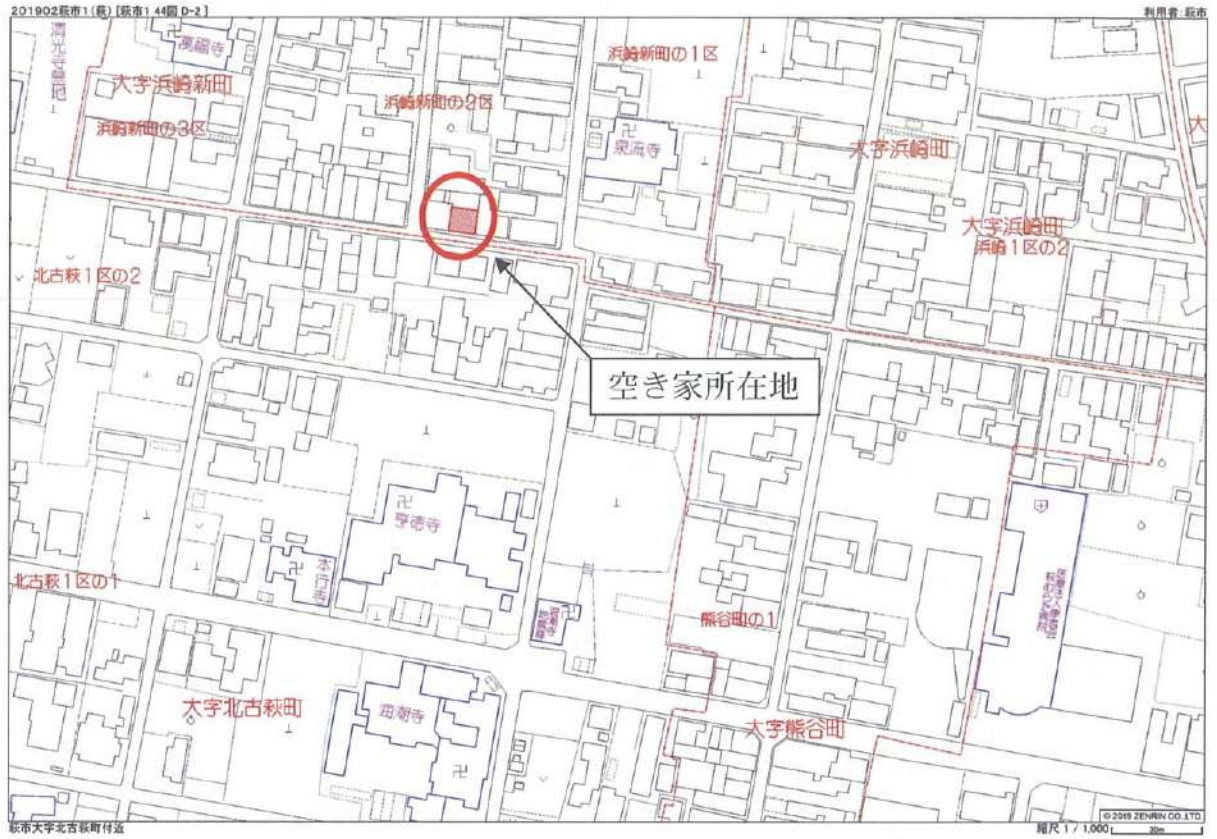 201902萩市1(萩) [萩市1 44図 D-2]
利用者:萩市
満光寺墓地
萬福寺
大字浜崎新町
浜崎新町の3区
浜崎新町の2区
浜崎新町の1区
泉流寺
大字浜崎町
大
大字浜崎町
浜崎1区の2
北古萩1区の2
空き家所在地
享徳寺
本行寺
北古萩1区の1
熊谷町の1
大字北古萩町
海潮寺
大字熊谷町
萩市大字北古萩町付近
© 2019 ZENRIN CO.,LTD.
縮尺 1 / 1,000
20m